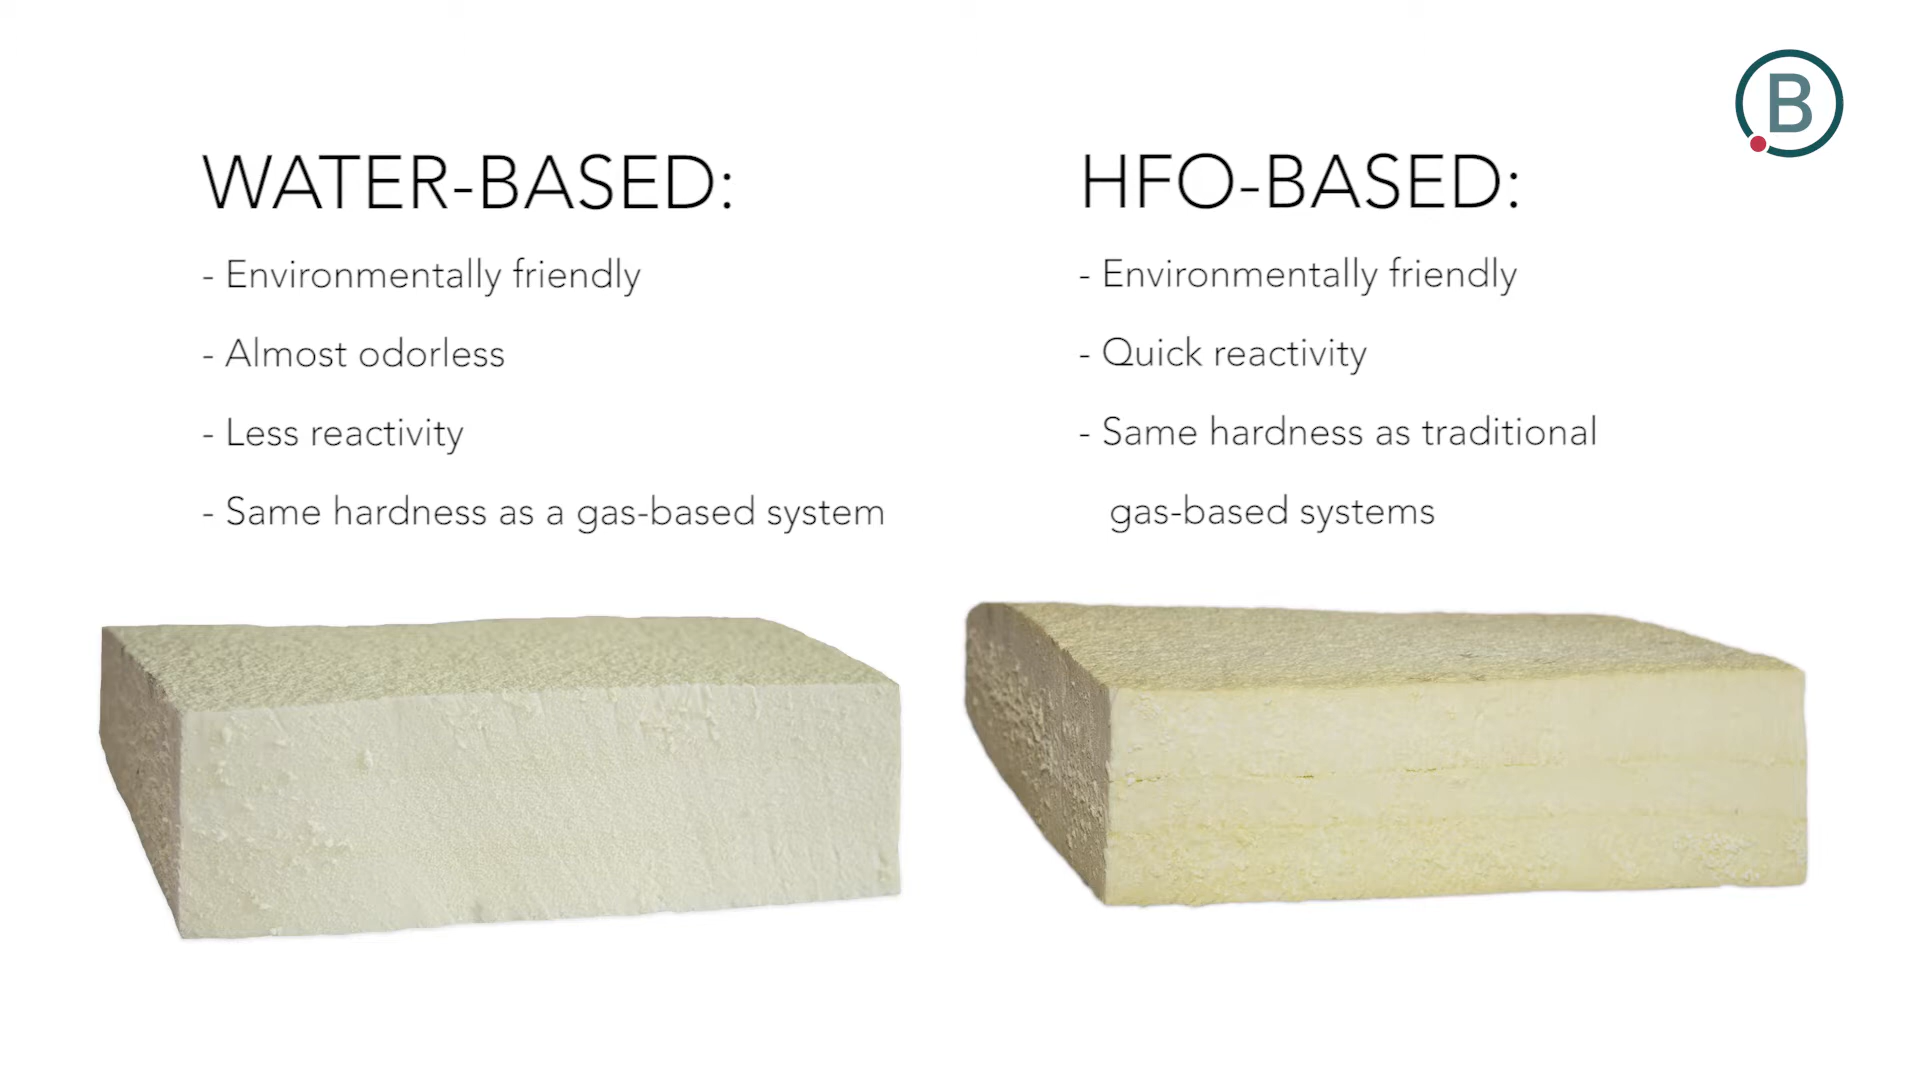 B
WATER-BASED:
- Environmentally friendly
- Almost odorless
- Less reactivity
- Same hardness as a gas-based system
HFO-BASED:
- Environmentally friendly
- Quick reactivity
- Same hardness as traditional
gas-based systems